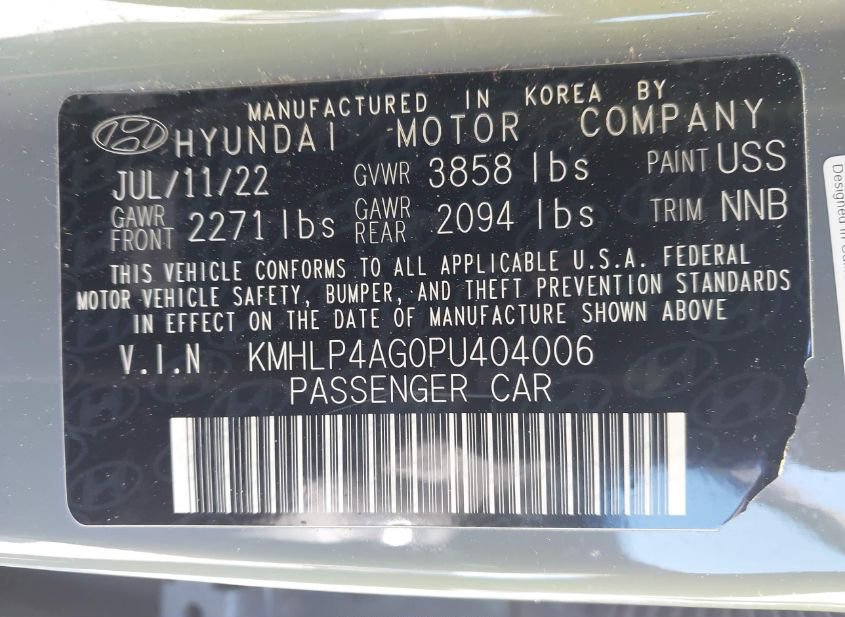 MANUFACTURED IN KOREA BY
HYUNDAI MOTOR COMPANY
JUL/11/22 GVWR 3858 lbs PAINT USS
GAWR FRONT 2271 lbs GAWR REAR 2094 lbs TRIM NNB
THIS VEHICLE CONFORMS TO ALL APPLICABLE U.S.A. FEDERAL
MOTOR VEHICLE SAFETY, BUMPER, AND THEFT PREVENTION STANDARDS
IN EFFECT ON THE DATE OF MANUFACTURE SHOWN ABOVE
V.I.N KMHLP4AG0PU404006
PASSENGER CAR
Designed in